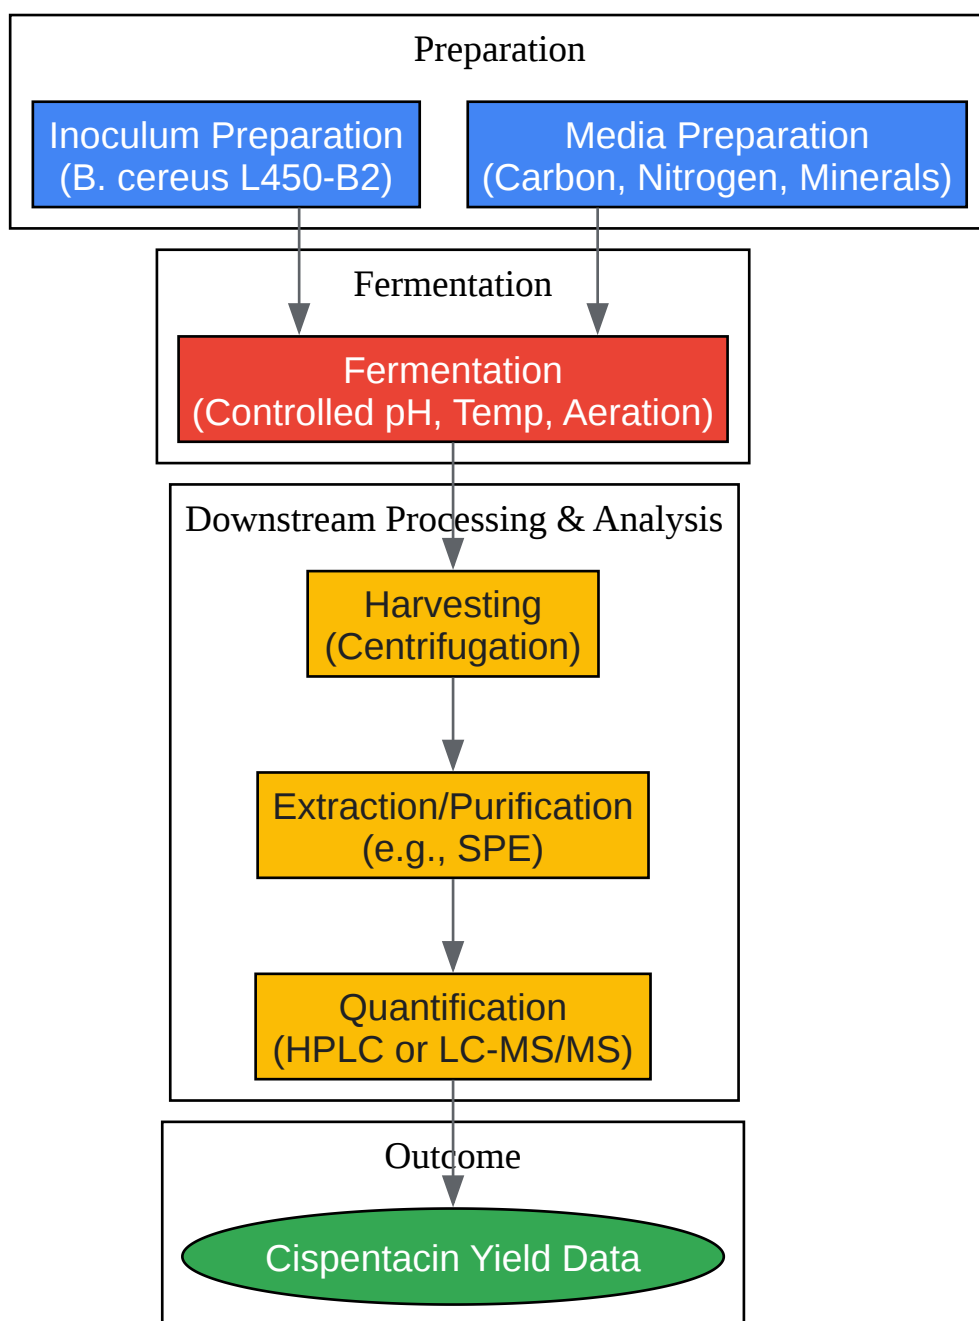 Preparation
Inoculum Preparation
(B. cereus L450-B2)
Media Preparation
(Carbon, Nitrogen, Minerals)
Fermentation
Fermentation
(Controlled pH, Temp, Aeration)
Downstream Processing & Analysis
Harvesting
(Centrifugation)
Extraction/Purification
(e.g., SPE)
Quantification
(HPLC or LC-MS/MS)
Outcome
Cispentacin Yield Data